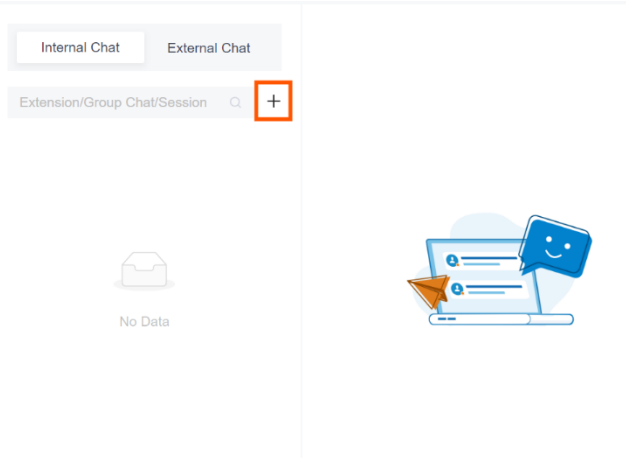 Internal Chat External Chat
Extension/Group Chat/Session
No Data